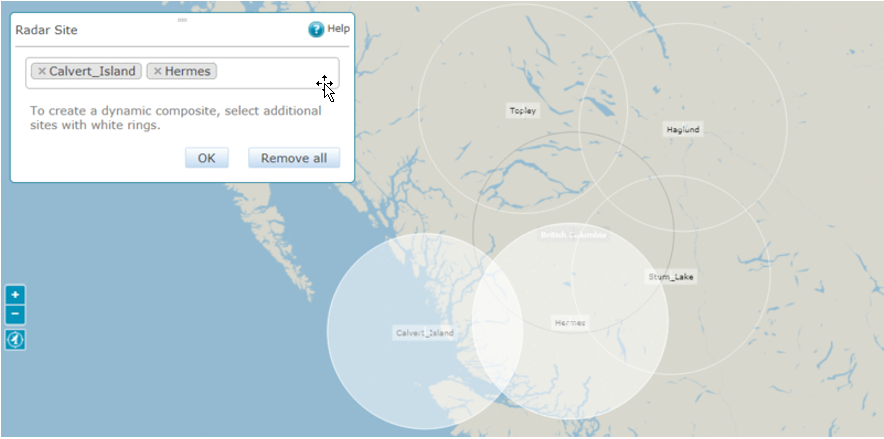 Radar Site
? Help
× Calvert_Island × Hermes
To create a dynamic composite, select additional
sites with white rings.
OK Remove all
Topley
Haglund
British Columbia
Stum_Lake
Hermes
Calvert_Island
+
−